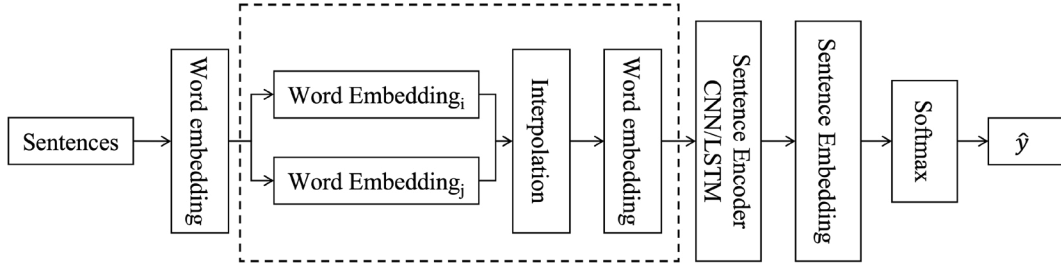 Sentences
Word embedding
Word Embeddingᵢ
Word Embeddingⱼ
Interpolation
Word embedding
Sentence Encoder
CNN/LSTM
Sentence Embedding
Softmax
ŷ